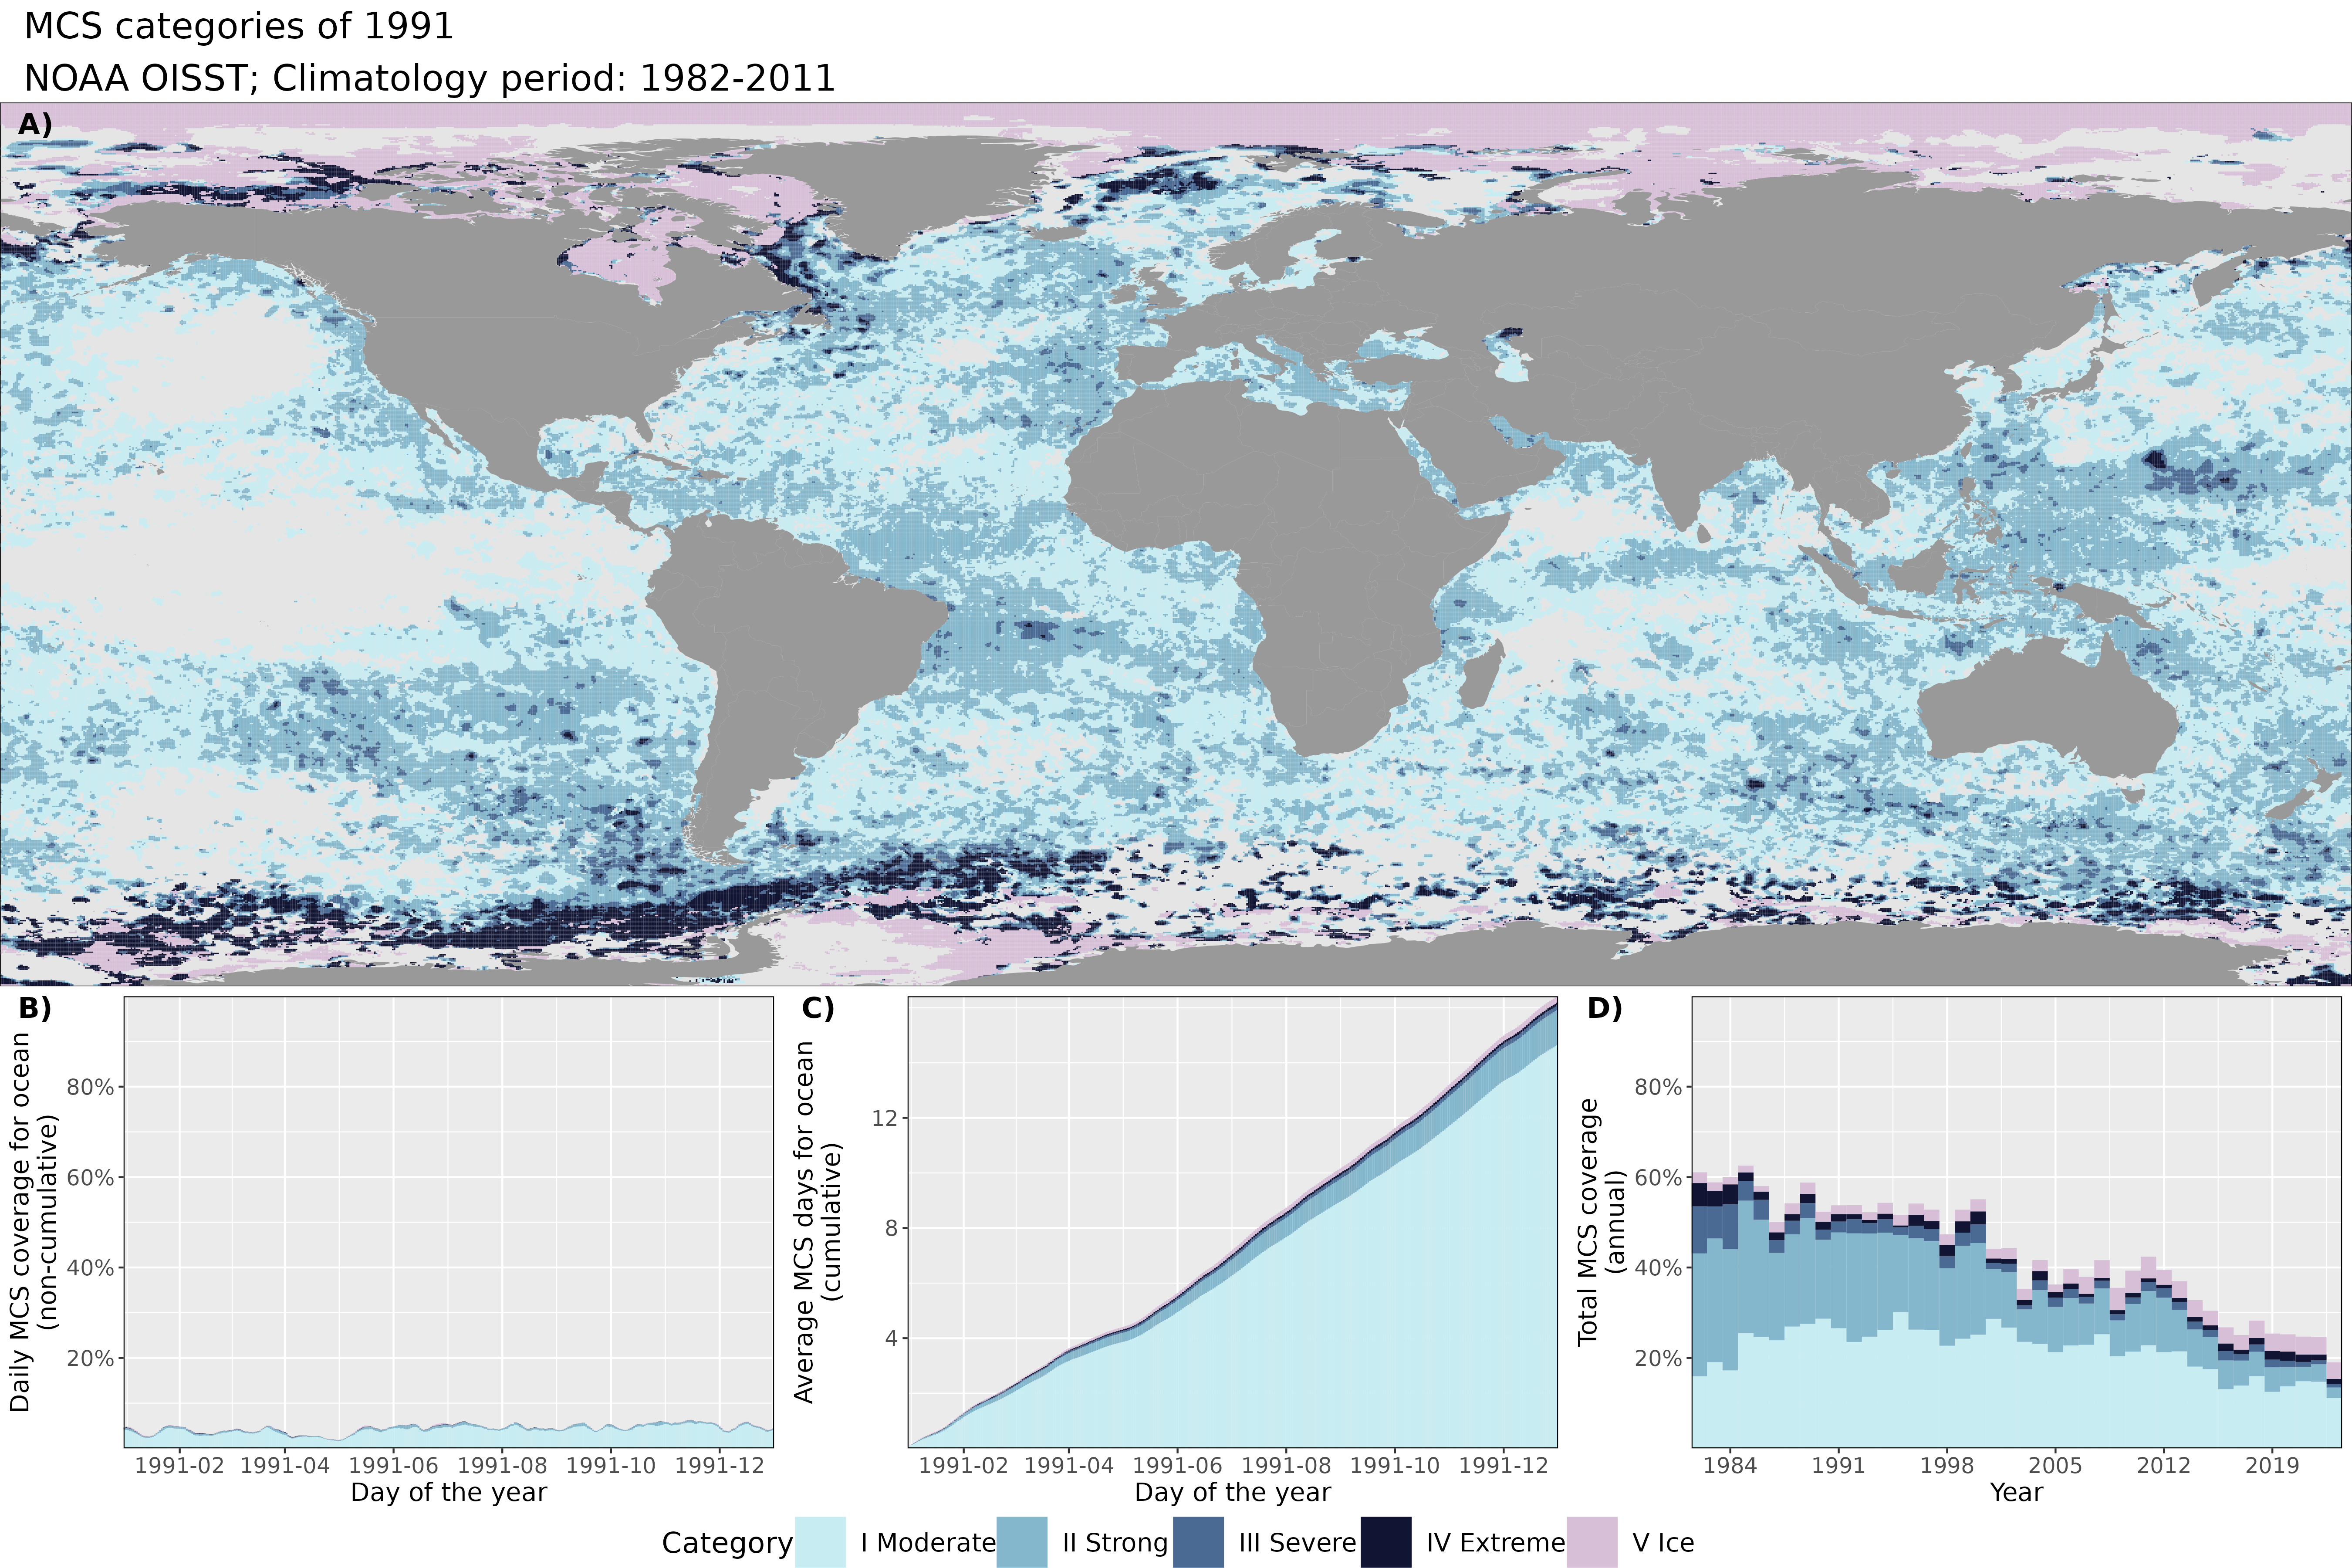 MCS categories of 1991
NOAA OISST; Climatology period: 1982-2011
A)
B)
Daily MCS coverage for ocean
(non-cumulative)
80%
60%
40%
20%
1991-02 1991-04 1991-06 1991-08 1991-10 1991-12
Day of the year
C)
Average MCS days for ocean
(cumulative)
12
8
4
1991-02 1991-04 1991-06 1991-08 1991-10 1991-12
Day of the year
D)
Total MCS coverage
(annual)
80%
60%
40%
20%
1984 1991 1998 2005 2012 2019
Year
Category I Moderate II Strong III Severe IV Extreme V Ice